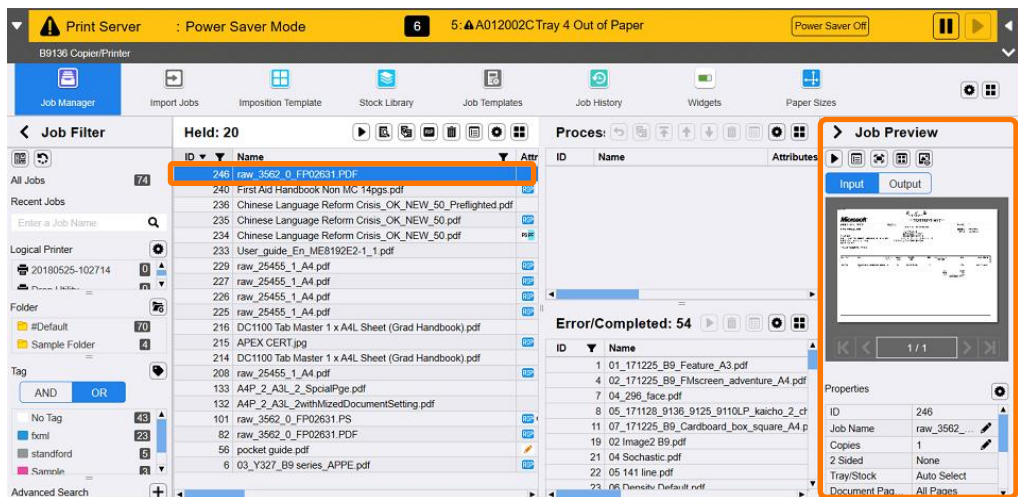 Print Server : Power Saver Mode 6 5: A012002C Tray 4 Out of Paper Power Saver Off
B9136 Copier/Printer
Job Manager Import Jobs Imposition Template Stock Library Job Templates Job History Widgets Paper Sizes
Job Filter
All Jobs 74
Recent Jobs
Enter a Job Name
Logical Printer
20180525-102714 0
Folder
#Default 70
Sample Folder 4
Tag
AND OR
No Tag 43
fxml 23
standford 5
Sample
Advanced Search
Held: 20
ID Name Attr
246 raw_3562_0_FP02631.PDF
240 First Aid Handbook Non MC 14pgs.pdf
236 Chinese Language Reform Crisis_OK_NEW_50_Preflighted.pdf
235 Chinese Language Reform Crisis_OK_NEW_50.pdf
234 Chinese Language Reform Crisis_OK_NEW_50.pdf
233 User_guide_En_ME8192E2-1_1.pdf
229 raw_25455_1_A4.pdf
227 raw_25455_1_A4.pdf
226 raw_25455_1_A4.pdf
225 raw_25455_1_A4.pdf
216 DC1100 Tab Master 1 x A4L Sheet (Grad Handbook).pdf
215 APEX CERT.jpg
214 DC1100 Tab Master 1 x A4L Sheet (Grad Handbook).pdf
208 raw_25455_1_A4.pdf
133 A4P_2_A3L_2_SpcialPge.pdf
132 A4P_2_A3L_2withMizedDocumentSetting.pdf
101 raw_3562_0_FP02631.PS
82 raw_3562_0_FP02631.PDF
56 pocket guide.pdf
6 03_Y327_B9 series_APPE.pdf
Proces:
ID Name Attributes
Error/Completed: 54
ID Name
1 01_171225_B9_Feature_A3.pdf
4 02_171225_B9_FMscreen_adventure_A4.pdf
7 04_296_face.pdf
8 05_171128_9136_9125_9110LP_kaicho_2_ch
11 07_171225_B9_Cardboard_box_square_A4.p
19 02 Image2 B9.pdf
21 04 Sochastic.pdf
22 05 141 line.pdf
23 06 Density Default.pdf
Job Preview
Input Output
Microsoft
1/1
Properties
ID 246
Job Name raw_3562_...
Copies 1
2 Sided None
Tray/Stock Auto Select
Document Pag All Pages